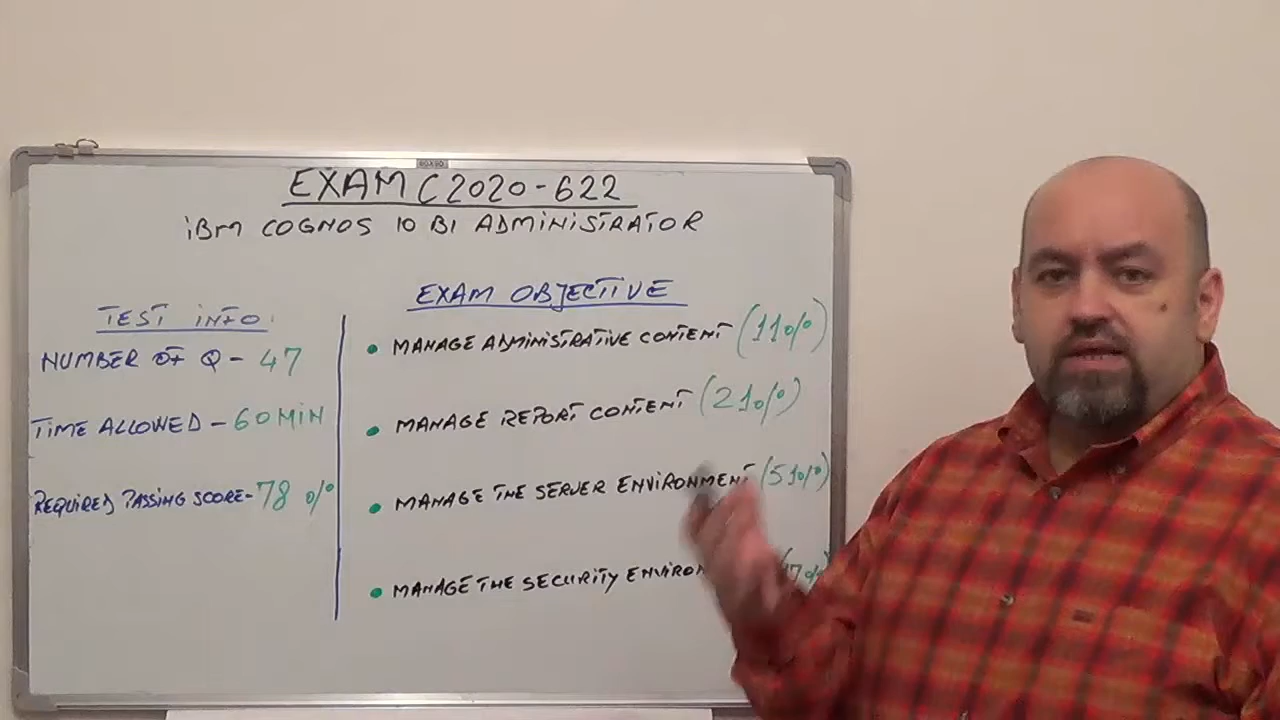 EXAM C2020-622
iBM COGNOS 10 BI ADMINISTRATOR
TEST INFO:
NUMBER OF Q - 47
TIME ALLOWED - 60 MIN
REQUIRED PASSING SCORE - 78 %
EXAM OBJECTIVE
• MANAGE ADMINISTRATIVE CONTENT (11%)
• MANAGE REPORT CONTENT (21%)
• MANAGE THE SERVER ENVIRONMENT (51%)
• MANAGE THE SECURITY